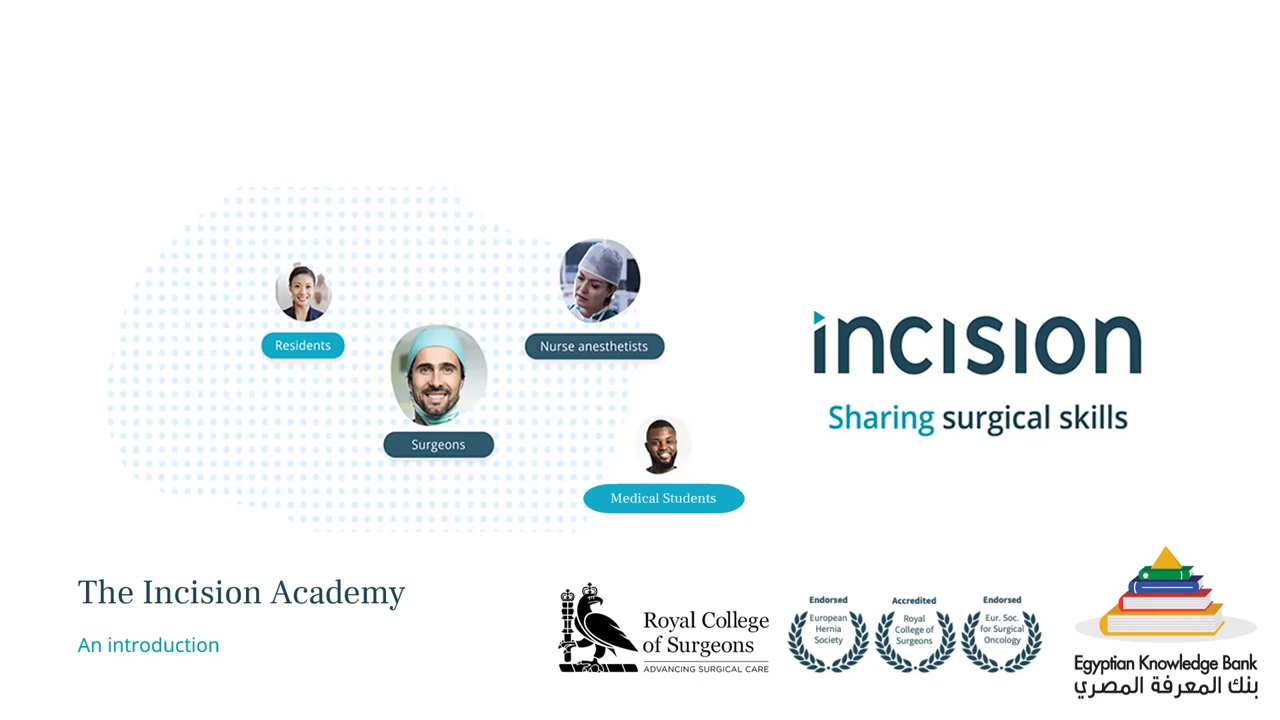 Residents
Nurse anesthetists
Surgeons
Medical Students
incision
Sharing surgical skills
The Incision Academy
An introduction
Royal College
of Surgeons
ADVANCING SURGICAL CARE
Endorsed
European
Hernia
Society
Accredited
Royal
College of
Surgeons
Endorsed
Eur. Soc.
for Surgical
Oncology
Egyptian Knowledge Bank
بنك المعرفة المصري